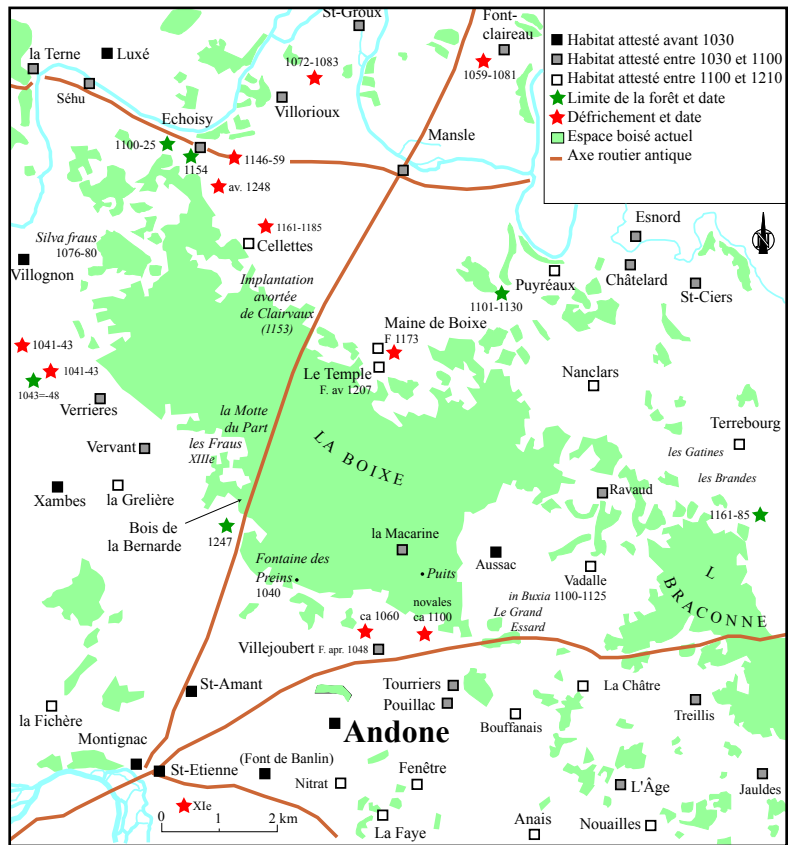 St-Groux
Font-
claireau
1059-1081
la Terne
Luxé
Séhu
1072-1083
Villorioux
Echoisy
1100-25
1154
1146-59
av. 1248
Mansle
Habitat attesté avant 1030
Habitat attesté entre 1030 et 1100
Habitat attesté entre 1100 et 1210
Limite de la forêt et date
Défrichement et date
Espace boisé actuel
Axe routier antique
N
1161-1185
Cellettes
Silva fraus
1076-80
Villognon
Implantation
avortée
de Clairvaux
(1153)
Esnord
Châtelard
St-Ciers
Puyréaux
1101-1130
Maine de Boixe
F 1173
Le Temple
F. av 1207
1041-43
1041-43
1043=-48
Verrieres
Nanclars
la Motte
du Part
les Fraus
XIIIe
Vervant
Xambes
la Grelière
Bois de
la Bernarde
1247
LA BOIXE
Terrebourg
les Gatines
les Brandes
Ravaud
1161-85
la Macarine
Fontaine des
Preins
1040
Puits
Aussac
Vadalle
in Buxia 1100-1125
Le Grand
Essard
L
BRACONNE
ca 1060
novales
ca 1100
Villejoubert F. apr. 1048
St-Amant
la Fichère
Tourriers
Pouillac
La Châtre
Bouffanais
Treillis
Andone
Montignac
St-Etienne
(Font de Banlin)
Nitrat
Fenêtre
L'Âge
Jauldes
XIe
0 1 2 km
La Faye
Anais
Nouailles